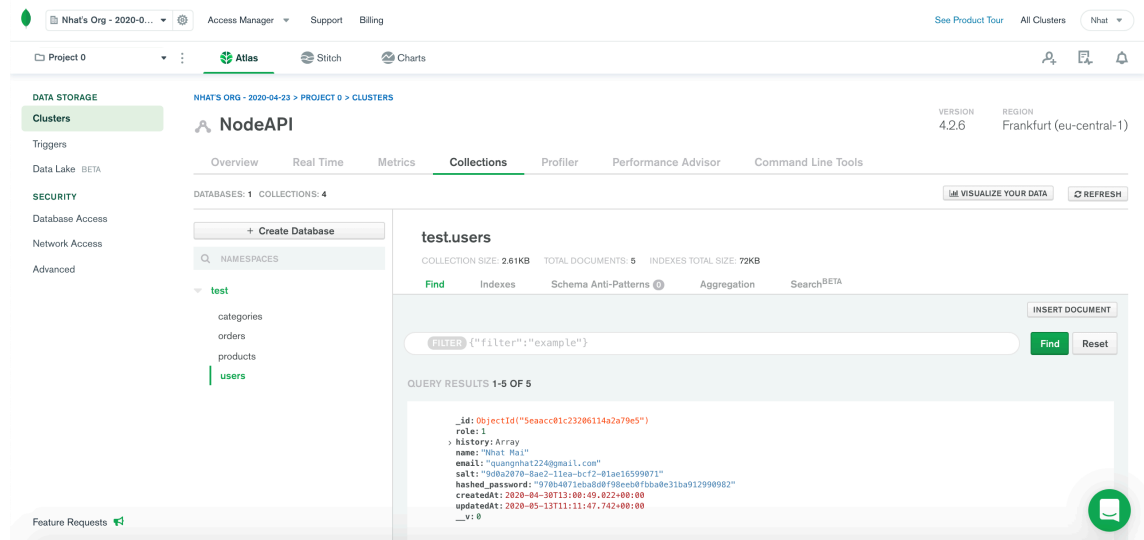 Nhat's Org - 2020-0... Access Manager Support Billing See Product Tour All Clusters Nhat
Project 0 Atlas Stitch Charts
DATA STORAGE
Clusters
Triggers
Data Lake BETA
SECURITY
Database Access
Network Access
Advanced
Feature Requests
NHAT'S ORG - 2020-04-23 > PROJECT 0 > CLUSTERS
NodeAPI
VERSION
4.2.6
REGION
Frankfurt (eu-central-1)
Overview Real Time Metrics Collections Profiler Performance Advisor Command Line Tools
DATABASES: 1 COLLECTIONS: 4
VISUALIZE YOUR DATA REFRESH
+ Create Database
NAMESPACES
test
categories
orders
products
users
test.users
COLLECTION SIZE: 2.61KB TOTAL DOCUMENTS: 5 INDEXES TOTAL SIZE: 72KB
Find Indexes Schema Anti-Patterns 0 Aggregation Search BETA
INSERT DOCUMENT
FILTER {"filter":"example"}
Find Reset
QUERY RESULTS 1-5 OF 5
_id: ObjectId("5eaacc01c23206114a2a79e5")
role: 1
> history: Array
name: "Nhat Mai"
email: "quangnhat224@gmail.com"
salt: "9d0a2070-8ae2-11ea-bcf2-01ae16599071"
hashed_password: "970b4071eba8d0f98eeb0fbba0e31ba912990982"
createdAt: 2020-04-30T13:00:49.022+00:00
updatedAt: 2020-05-13T11:11:47.742+00:00
__v: 0